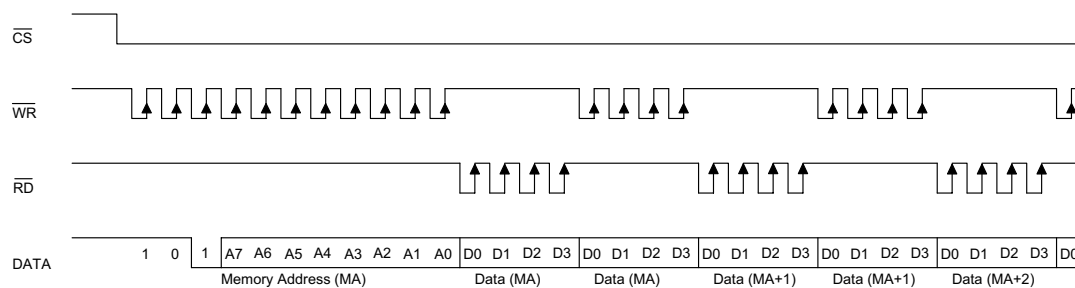 CS
WR
RD
DATA
1 0 1 A7 A6 A5 A4 A3 A2 A1 A0 D0 D1 D2 D3 D0 D1 D2 D3 D0 D1 D2 D3 D0 D1 D2 D3 D0 D1 D2 D3 D0
Memory Address (MA) Data (MA) Data (MA) Data (MA+1) Data (MA+1) Data (MA+2)